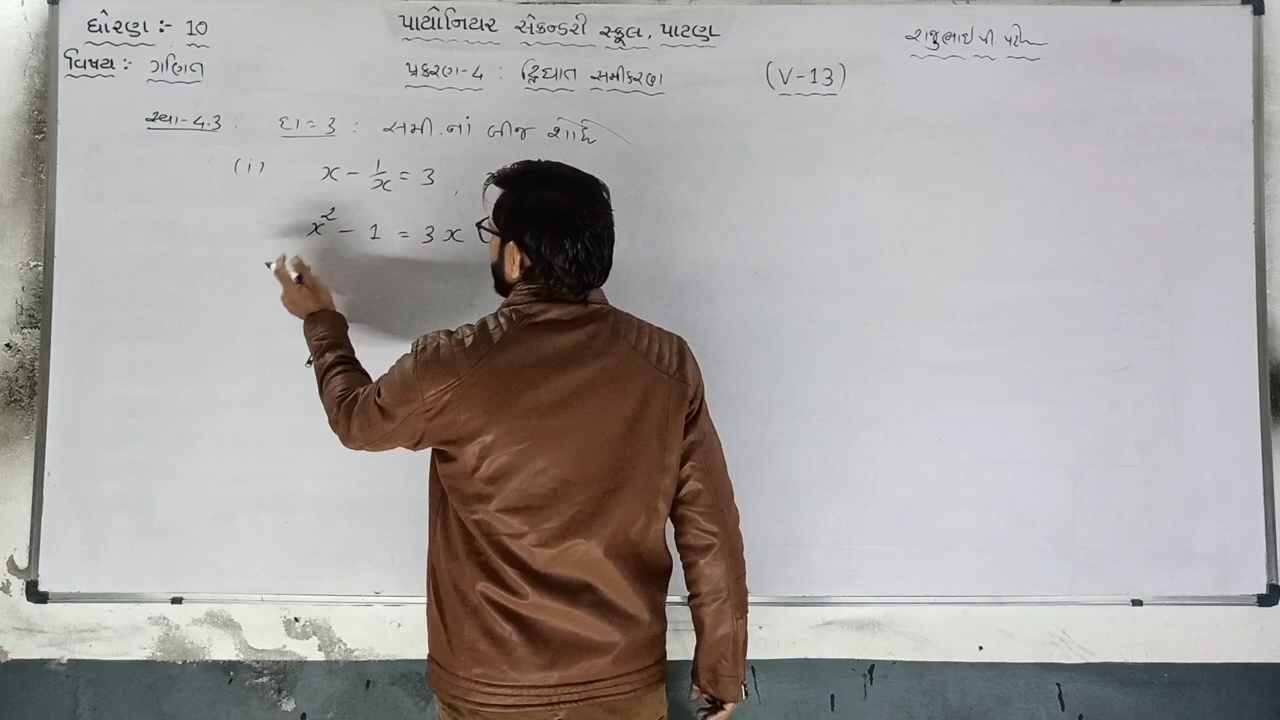 ધોરણ :- 10
પાયોનિયર સેકન્ડરી સ્કૂલ, પાટણ
રાજુભાઇ પી. પટેલ
વિષય : ગણિત
પ્રકરણ-4 : દ્વિઘાત સમીકરણ (V-13)
સ્વા-4.3 : દા=3 : સમી.નાં બીજ શોધો
(i) x - 1/x = 3 ,
x² - 1 = 3x